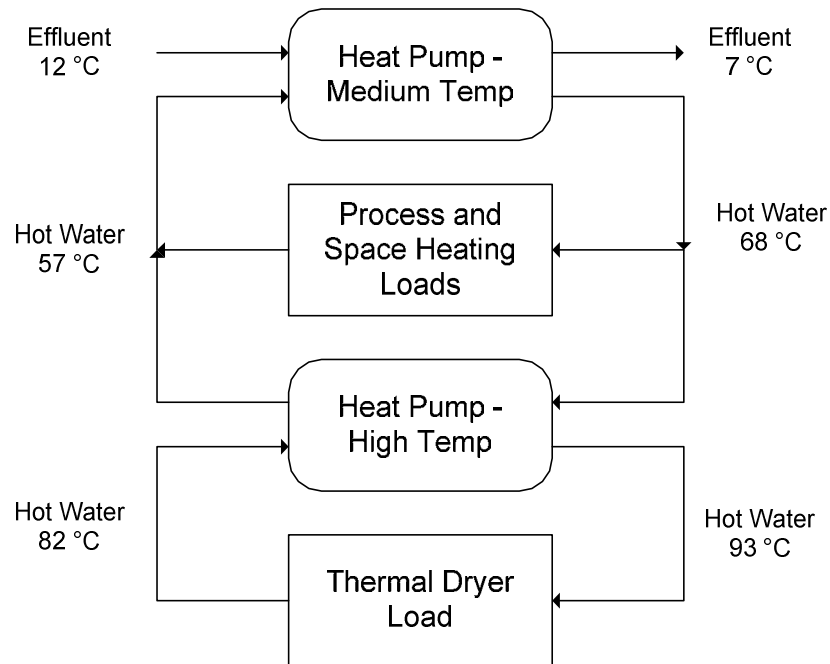 Effluent
12 °C
Heat Pump -
Medium Temp
Effluent
7 °C
Process and
Space Heating
Loads
Hot Water
57 °C
Hot Water
68 °C
Heat Pump -
High Temp
Hot Water
82 °C
Hot Water
93 °C
Thermal Dryer
Load